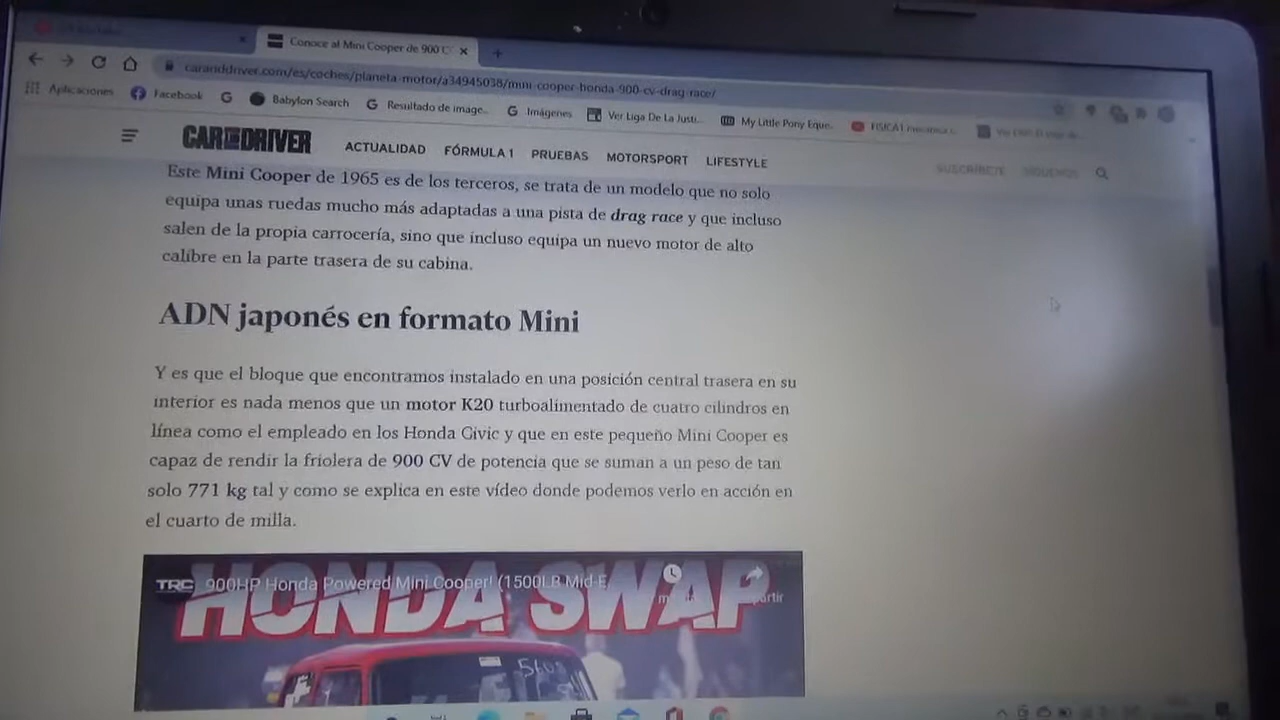 Conoce al Mini Cooper de 900 C
caranddriver.com/es/coches/planeta-motor/a34945038/mini-cooper-honda-900-cv-drag-race/
Aplicaciones Facebook Babylon Search Resultado de image... Imágenes Ver Liga De La Justi... My Little Pony Eque...
CAR AND DRIVER ACTUALIDAD FÓRMULA 1 PRUEBAS MOTORSPORT LIFESTYLE SUSCRÍBETE SÍGUENOS
Este Mini Cooper de 1965 es de los terceros, se trata de un modelo que no solo
equipa unas ruedas mucho más adaptadas a una pista de drag race y que incluso
salen de la propia carrocería, sino que incluso equipa un nuevo motor de alto
calibre en la parte trasera de su cabina.
ADN japonés en formato Mini
Y es que el bloque que encontramos instalado en una posición central trasera en su
interior es nada menos que un motor K20 turboalimentado de cuatro cilindros en
línea como el empleado en los Honda Civic y que en este pequeño Mini Cooper es
capaz de rendir la friolera de 900 CV de potencia que se suman a un peso de tan
solo 771 kg tal y como se explica en este vídeo donde podemos verlo en acción en
el cuarto de milla.
TRC 900HP Honda Powered Mini Cooper! (1500LB Mid-E...
HONDA SWAP